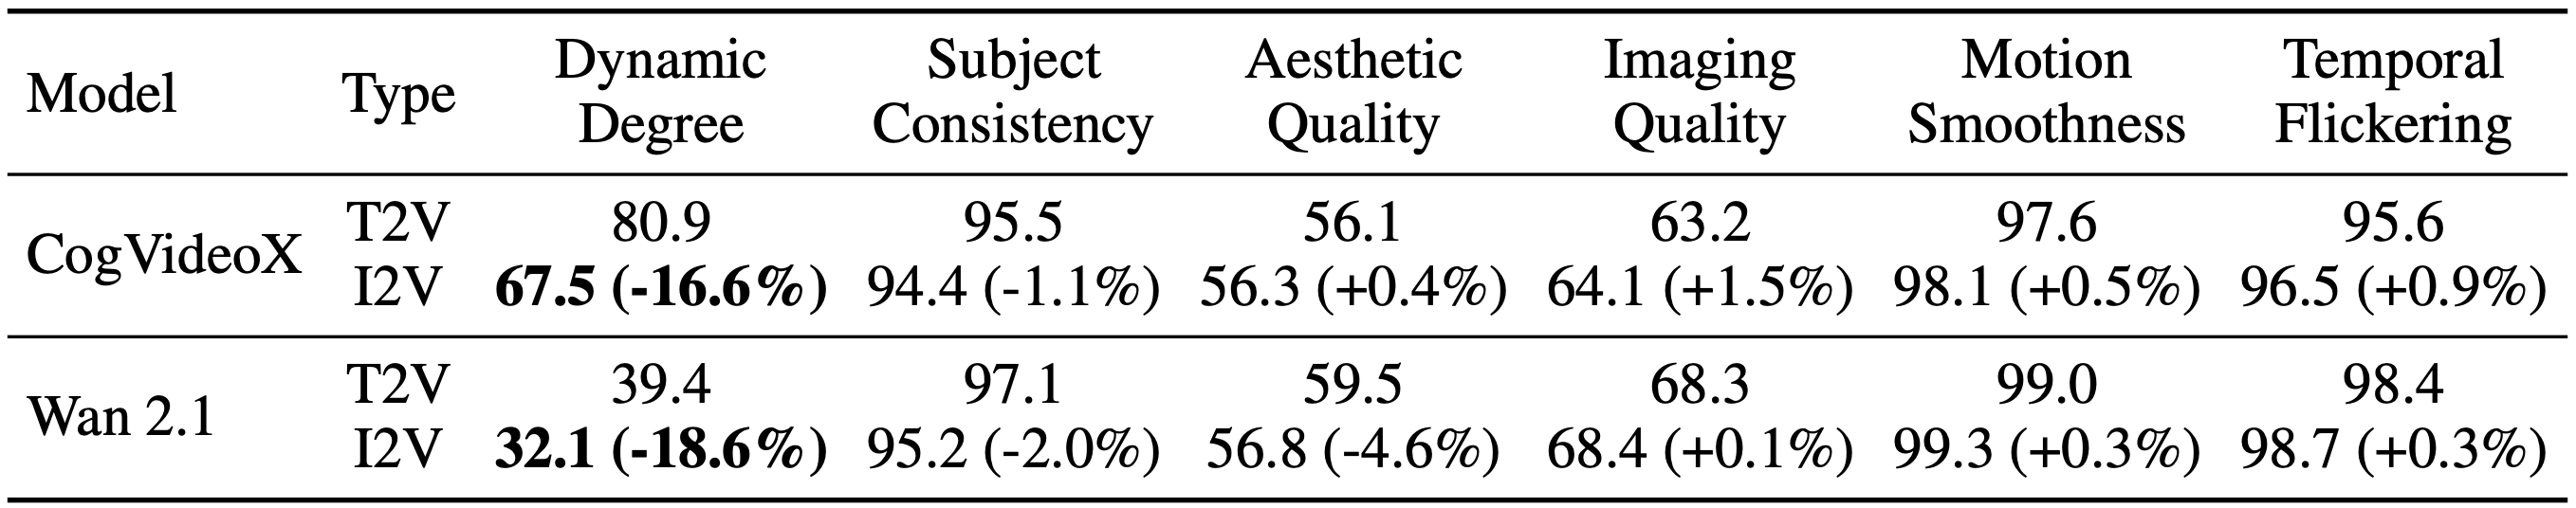 Model Type Dynamic Degree Subject Consistency Aesthetic Quality Imaging Quality Motion Smoothness Temporal Flickering
CogVideoX T2V 80.9 95.5 56.1 63.2 97.6 95.6
I2V 67.5 (-16.6%) 94.4 (-1.1%) 56.3 (+0.4%) 64.1 (+1.5%) 98.1 (+0.5%) 96.5 (+0.9%)
Wan 2.1 T2V 39.4 97.1 59.5 68.3 99.0 98.4
I2V 32.1 (-18.6%) 95.2 (-2.0%) 56.8 (-4.6%) 68.4 (+0.1%) 99.3 (+0.3%) 98.7 (+0.3%)